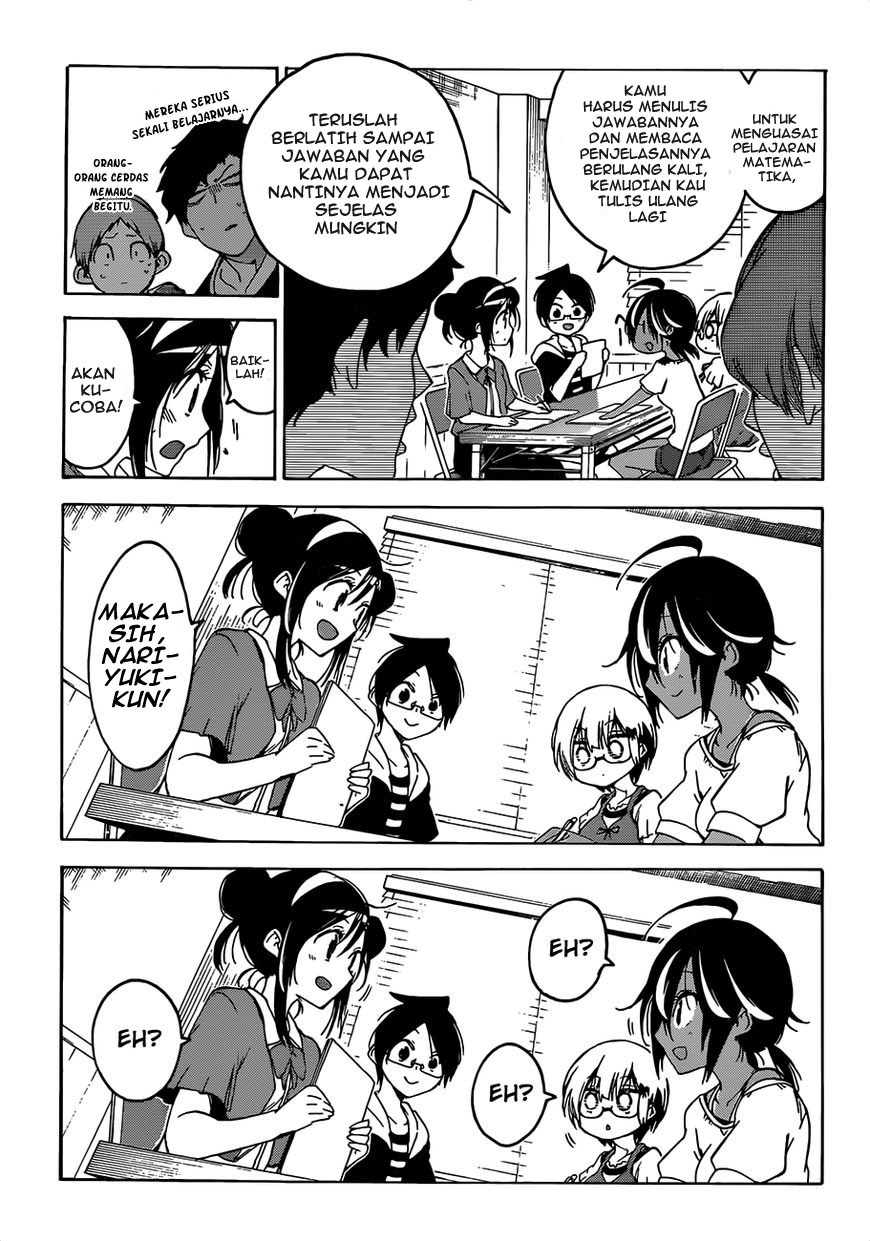 UNTUK
MENGUASAI
PELAJARAN
MATEMA-
TIKA,
KAMU
HARUS MENULIS
JAWABANNYA
DAN MEMBACA
PENJELASANNYA
BERULANG KALI,
KEMUDIAN KAU
TULIS ULANG
LAGI
TERUSLAH
BERLATIH SAMPAI
JAWABAN YANG
KAMU DAPAT
NANTINYA MENJADI
SEJELAS
MUNGKIN
MEREKA SERIUS
SEKALI BELAJARNYA...
ORANG-
ORANG CERDAS
MEMANG
BEGITU.
BAIK-
LAH!
AKAN
KU-
COBA!
MAKA-
SIH,
NARI-
YUKI-
KUN!
EH?
EH?
EH?